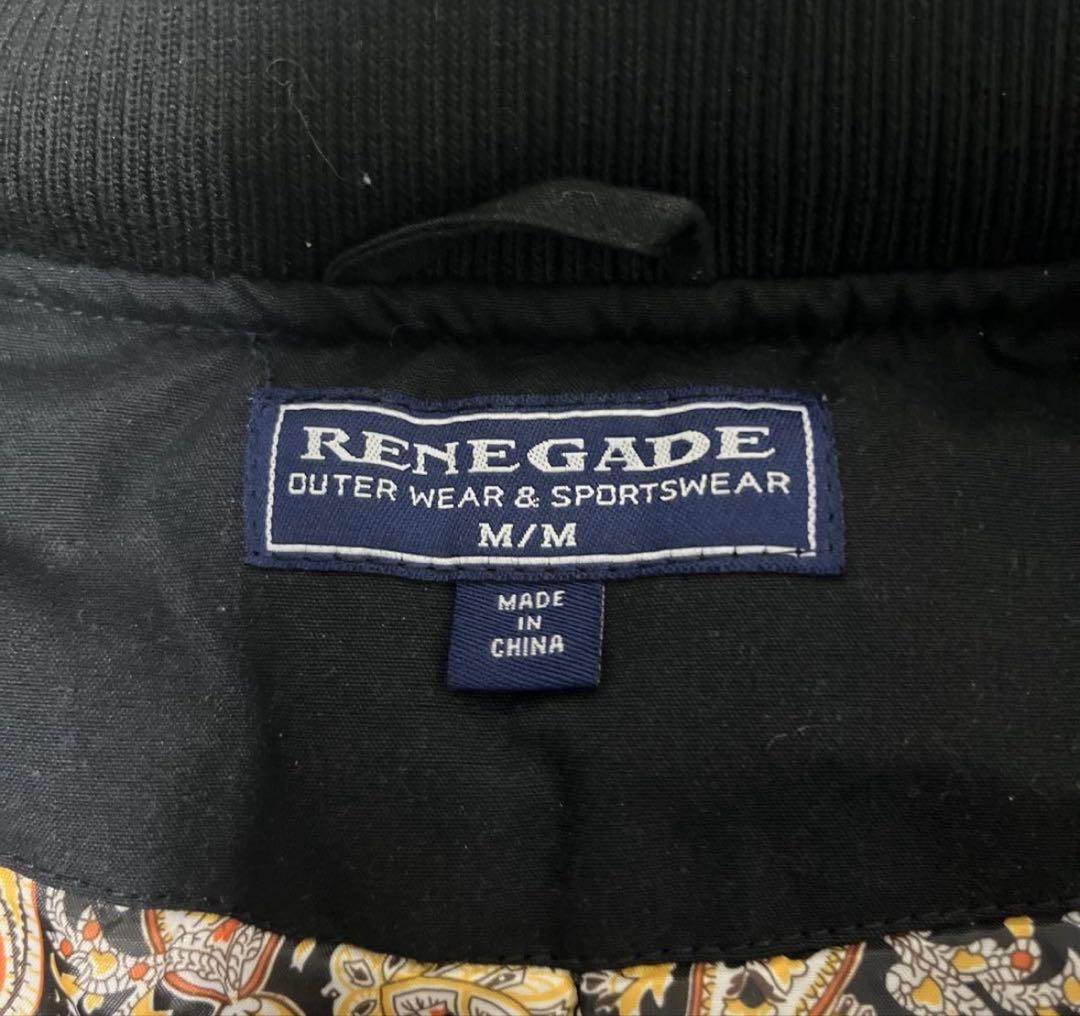 RENEGADE
OUTER WEAR & SPORTSWEAR
M/M
MADE
IN
CHINA